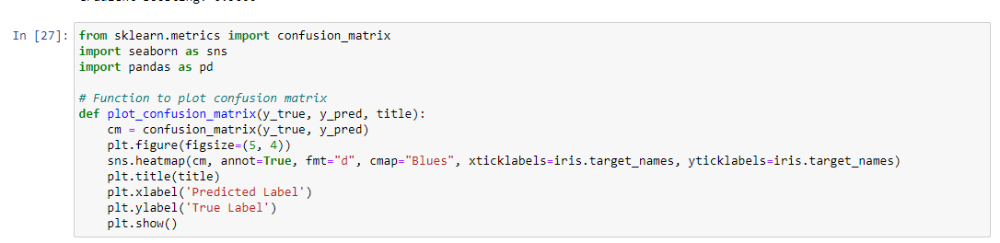 In [27]:
from sklearn.metrics import confusion_matrix
import seaborn as sns
import pandas as pd
# Function to plot confusion matrix
def plot_confusion_matrix(y_true, y_pred, title):
    cm = confusion_matrix(y_true, y_pred)
    plt.figure(figsize=(5, 4))
    sns.heatmap(cm, annot=True, fmt="d", cmap="Blues", xticklabels=iris.target_names, yticklabels=iris.target_names)
    plt.title(title)
    plt.xlabel('Predicted Label')
    plt.ylabel('True Label')
    plt.show()